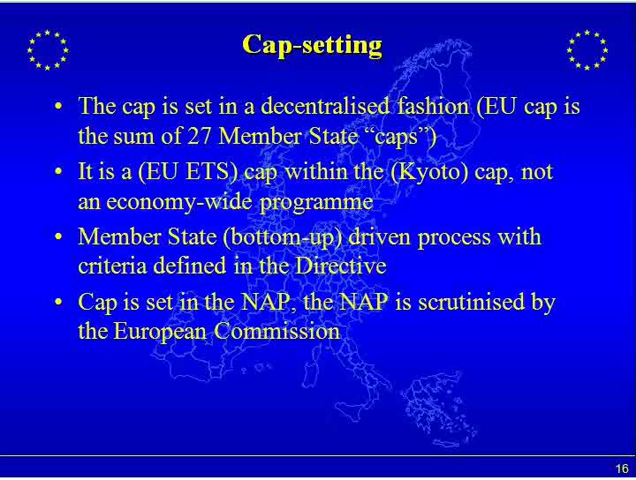 Cap-setting
• The cap is set in a decentralised fashion (EU cap is
the sum of 27 Member State “caps”)
• It is a (EU ETS) cap within the (Kyoto) cap, not
an economy-wide programme
• Member State (bottom-up) driven process with
criteria defined in the Directive
• Cap is set in the NAP, the NAP is scrutinised by
the European Commission
16